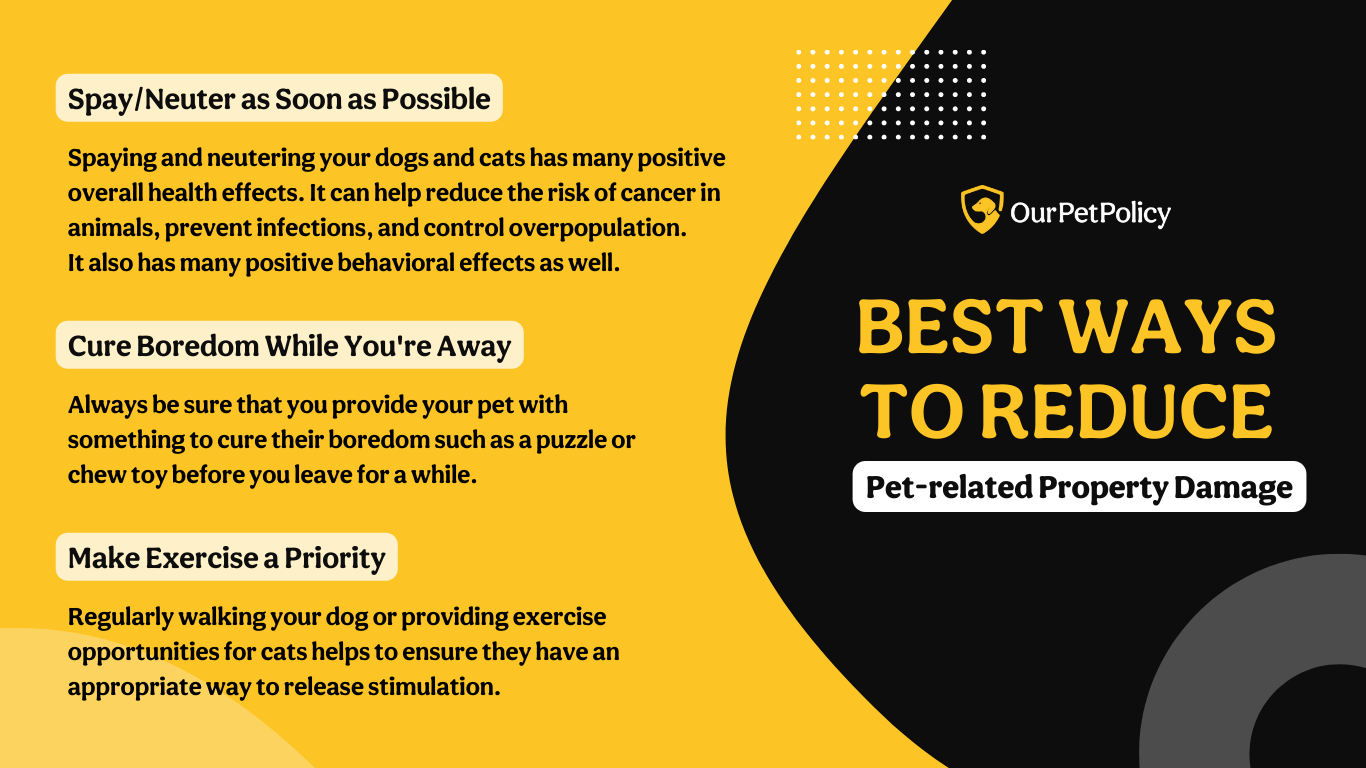 Spay/Neuter as Soon as Possible
Spaying and neutering your dogs and cats has many positive
overall health effects. It can help reduce the risk of cancer in
animals, prevent infections, and control overpopulation.
It also has many positive behavioral effects as well.
Cure Boredom While You're Away
Always be sure that you provide your pet with
something to cure their boredom such as a puzzle or
chew toy before you leave for a while.
Make Exercise a Priority
Regularly walking your dog or providing exercise
opportunities for cats helps to ensure they have an
appropriate way to release stimulation.
OurPetPolicy
BEST WAYS
TO REDUCE
Pet-related Property Damage